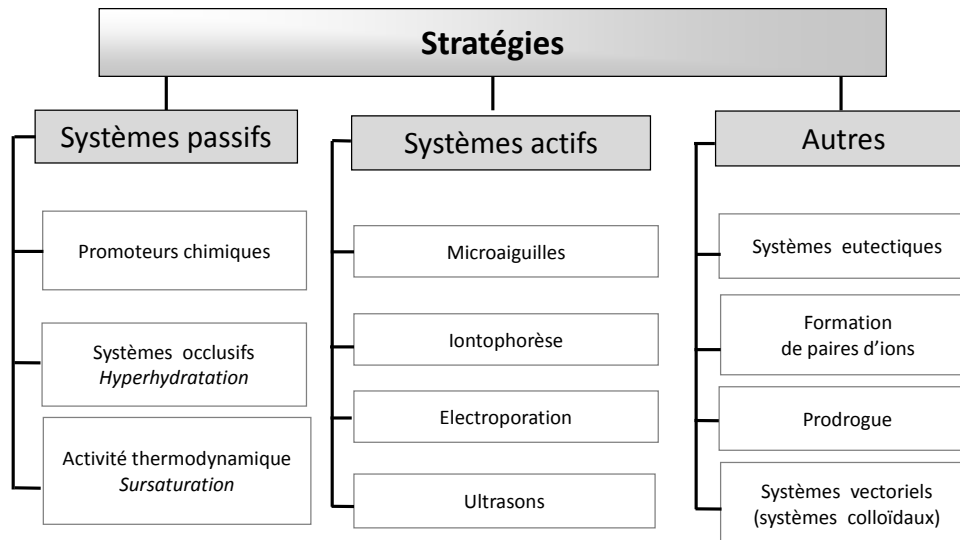 Stratégies
Systèmes passifs
Promoteurs chimiques
Systèmes occlusifs
Hyperhydratation
Activité thermodynamique
Sursaturation
Systèmes actifs
Microaiguilles
Iontophorèse
Electroporation
Ultrasons
Autres
Systèmes eutectiques
Formation
de paires d'ions
Prodrogue
Systèmes vectoriels
(systèmes colloïdaux)